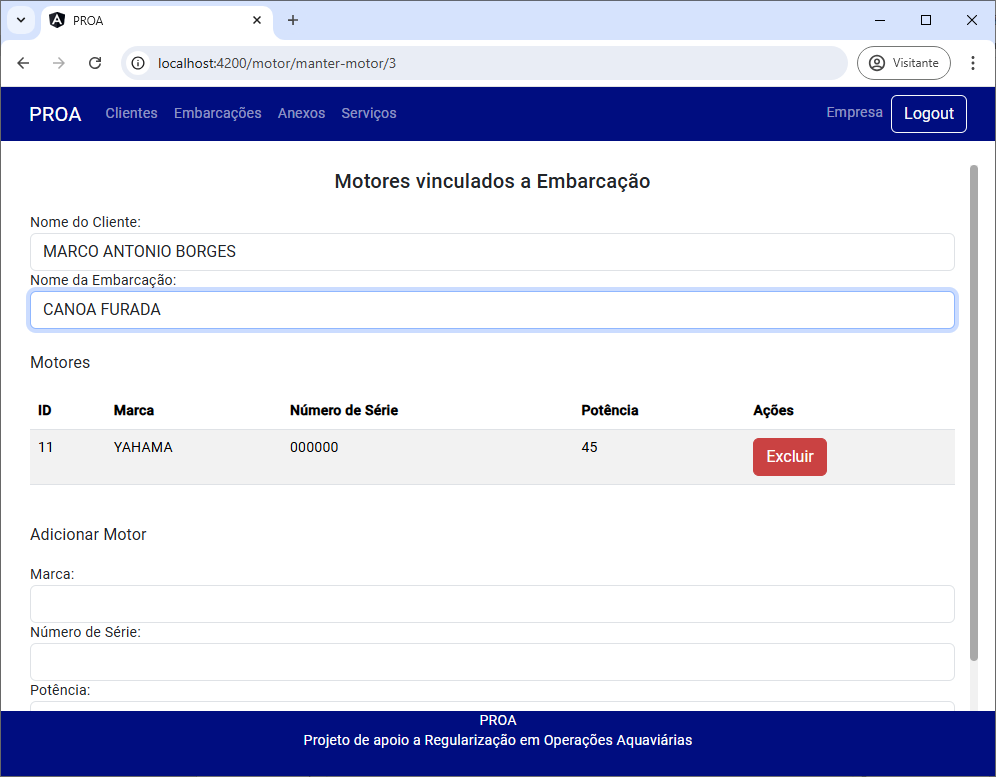 PROA
localhost:4200/motor/manter-motor/3
Visitante
PROA Clientes Embarcações Anexos Serviços Empresa Logout
Motores vinculados a Embarcação
Nome do Cliente:
MARCO ANTONIO BORGES
Nome da Embarcação:
CANOA FURADA
Motores
ID Marca Número de Série Potência Ações
11 YAHAMA 000000 45 Excluir
Adicionar Motor
Marca:
Número de Série:
Potência:
PROA
Projeto de apoio a Regularização em Operações Aquaviárias